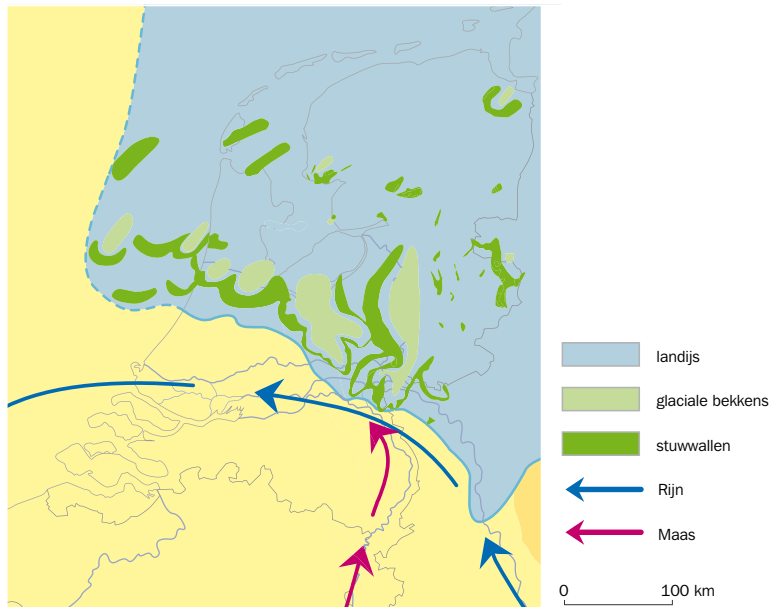 landijs
glaciale bekkens
stuwwallen
Rijn
Maas
0 100 km